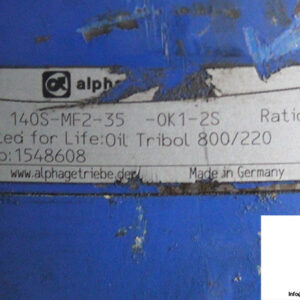 alph
140S-MF2-35 -0K1-2S Ratio
ted for Life:Oil Tribol 800/220
o:1548608
www.alphagetriebe.de Made in Germany